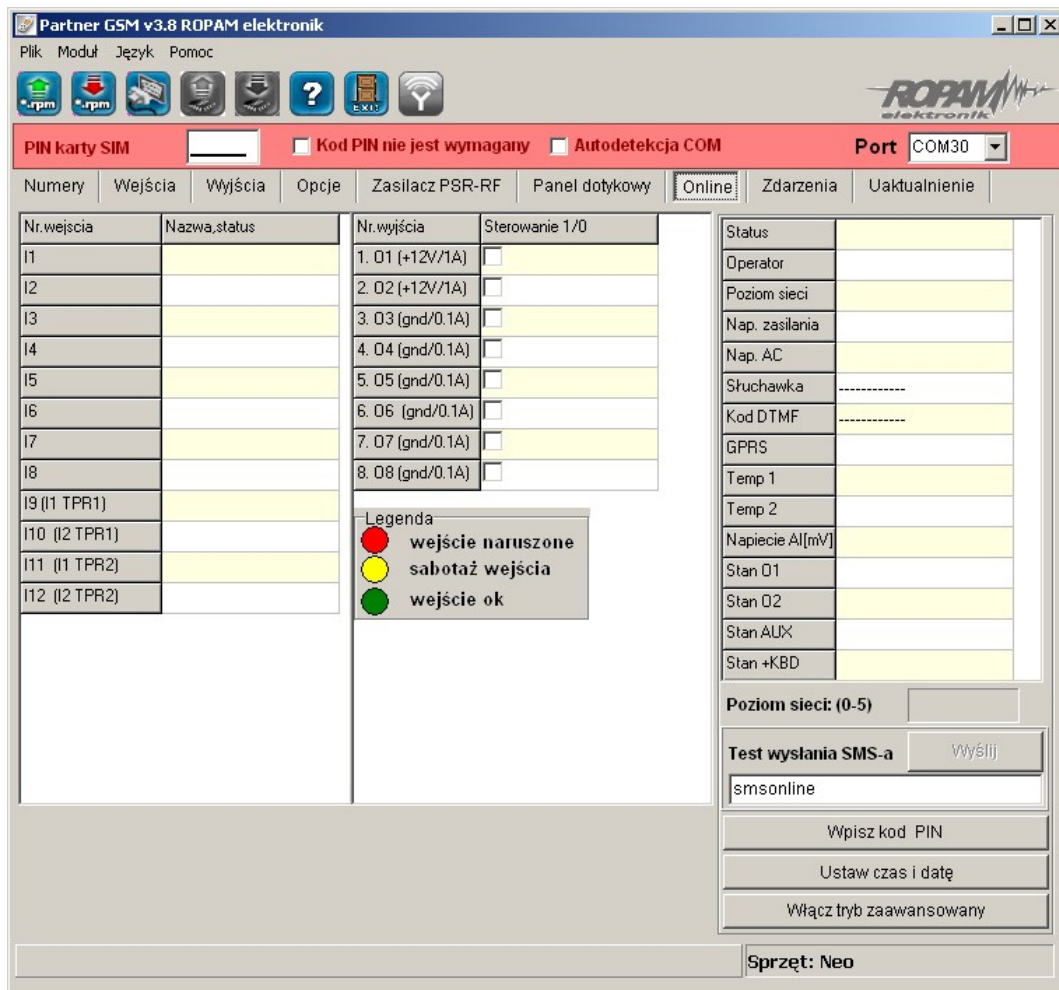 Partner GSM v3.8 ROPAM elektronik
Plik Moduł Język Pomoc
*.rpm *.rpm ? EXIT
ROPAM
elektronik
PIN karty SIM Kod PIN nie jest wymagany Autodetekcja COM Port COM30
Numery Wejścia Wyjścia Opcje Zasilacz PSR-RF Panel dotykowy Online Zdarzenia Uaktualnienie
Nr.wejscia Nazwa,status
I1
I2
I3
I4
I5
I6
I7
I8
I9 (I1 TPR1)
I10 (I2 TPR1)
I11 (I1 TPR2)
I12 (I2 TPR2)
Nr.wyjścia Sterowanie 1/0
1. O1 (+12V/1A)
2. O2 (+12V/1A)
3. O3 (gnd/0.1A)
4. O4 (gnd/0.1A)
5. O5 (gnd/0.1A)
6. O6 (gnd/0.1A)
7. O7 (gnd/0.1A)
8. O8 (gnd/0.1A)
Legenda
wejście naruszone
sabotaż wejścia
wejście ok
Status
Operator
Poziom sieci
Nap. zasilania
Nap. AC
Słuchawka ------------
Kod DTMF ------------
GPRS
Temp 1
Temp 2
Napiecie AI[mV]
Stan O1
Stan O2
Stan AUX
Stan +KBD
Poziom sieci: (0-5)
Test wysłania SMS-a Wyślij
smsonline
Wpisz kod PIN
Ustaw czas i datę
Włącz tryb zaawansowany
Sprzęt: Neo